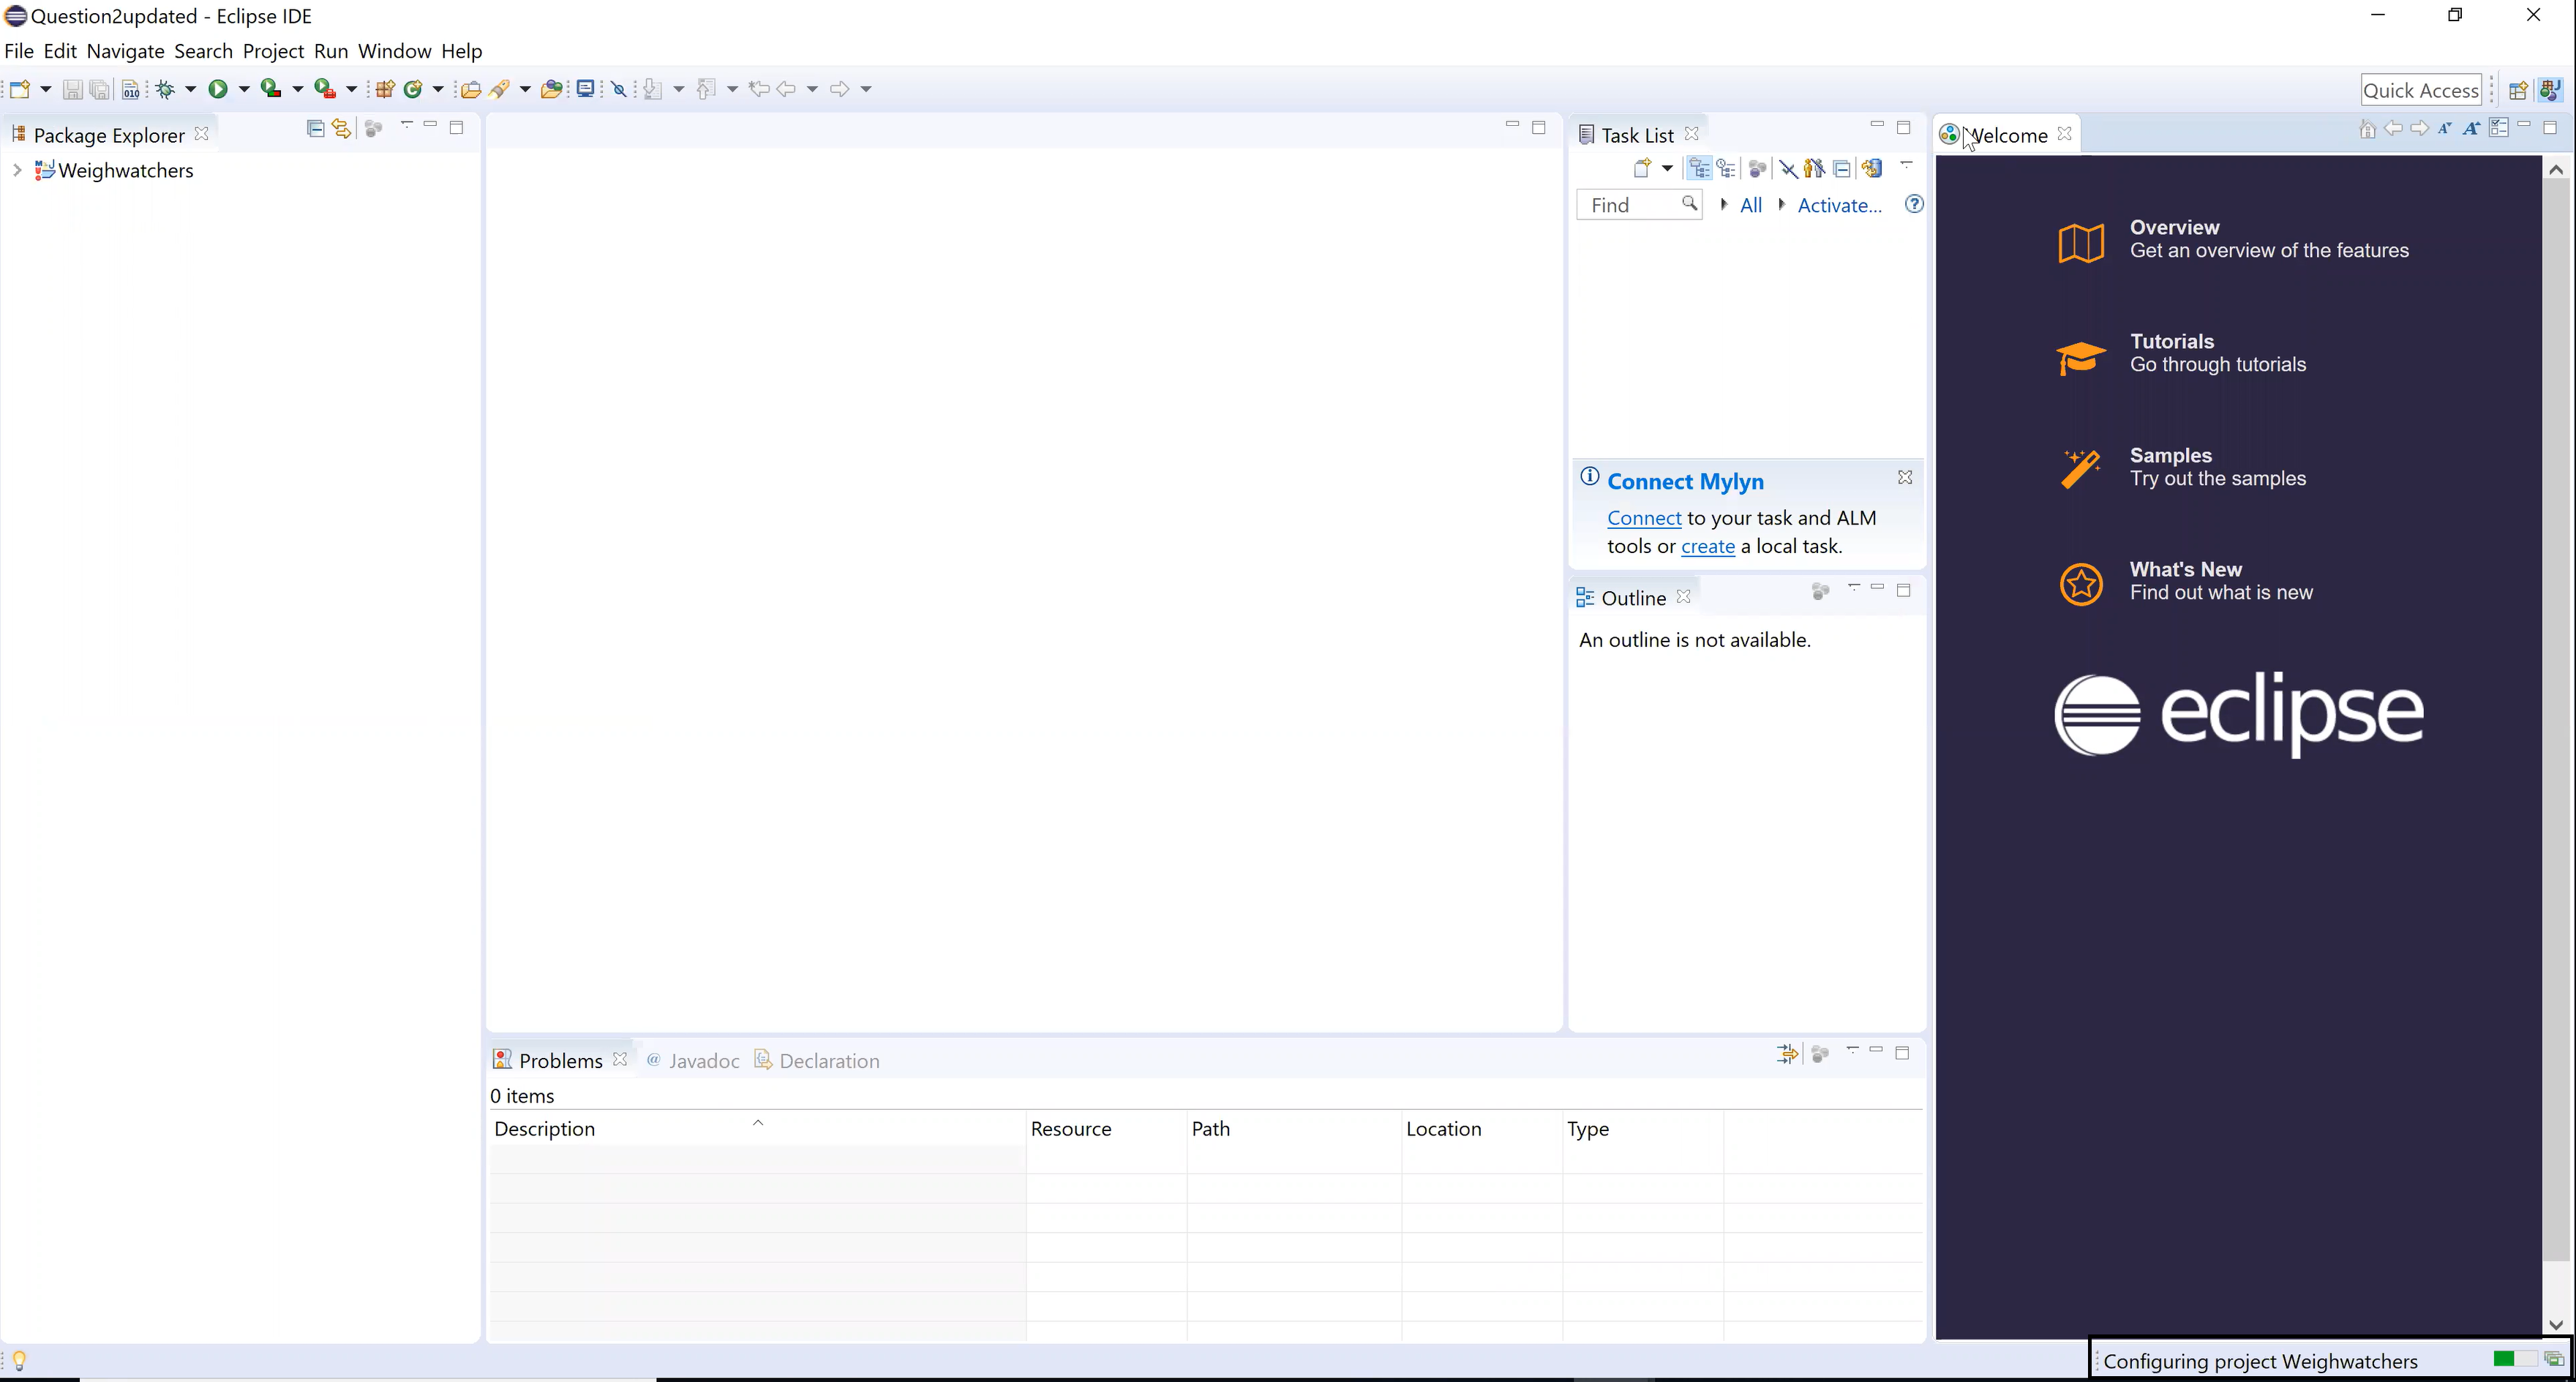 Question2updated - Eclipse IDE
File Edit Navigate Search Project Run Window Help
Quick Access
Package Explorer
Weighwatchers
Task List
Find
All
Activate...
Connect Mylyn
Connect to your task and ALM
tools or create a local task.
Outline
An outline is not available.
Welcome
Overview
Get an overview of the features
Tutorials
Go through tutorials
Samples
Try out the samples
What's New
Find out what is new
eclipse
Problems @ Javadoc Declaration
0 items
Description Resource Path Location Type
Configuring project Weighwatchers